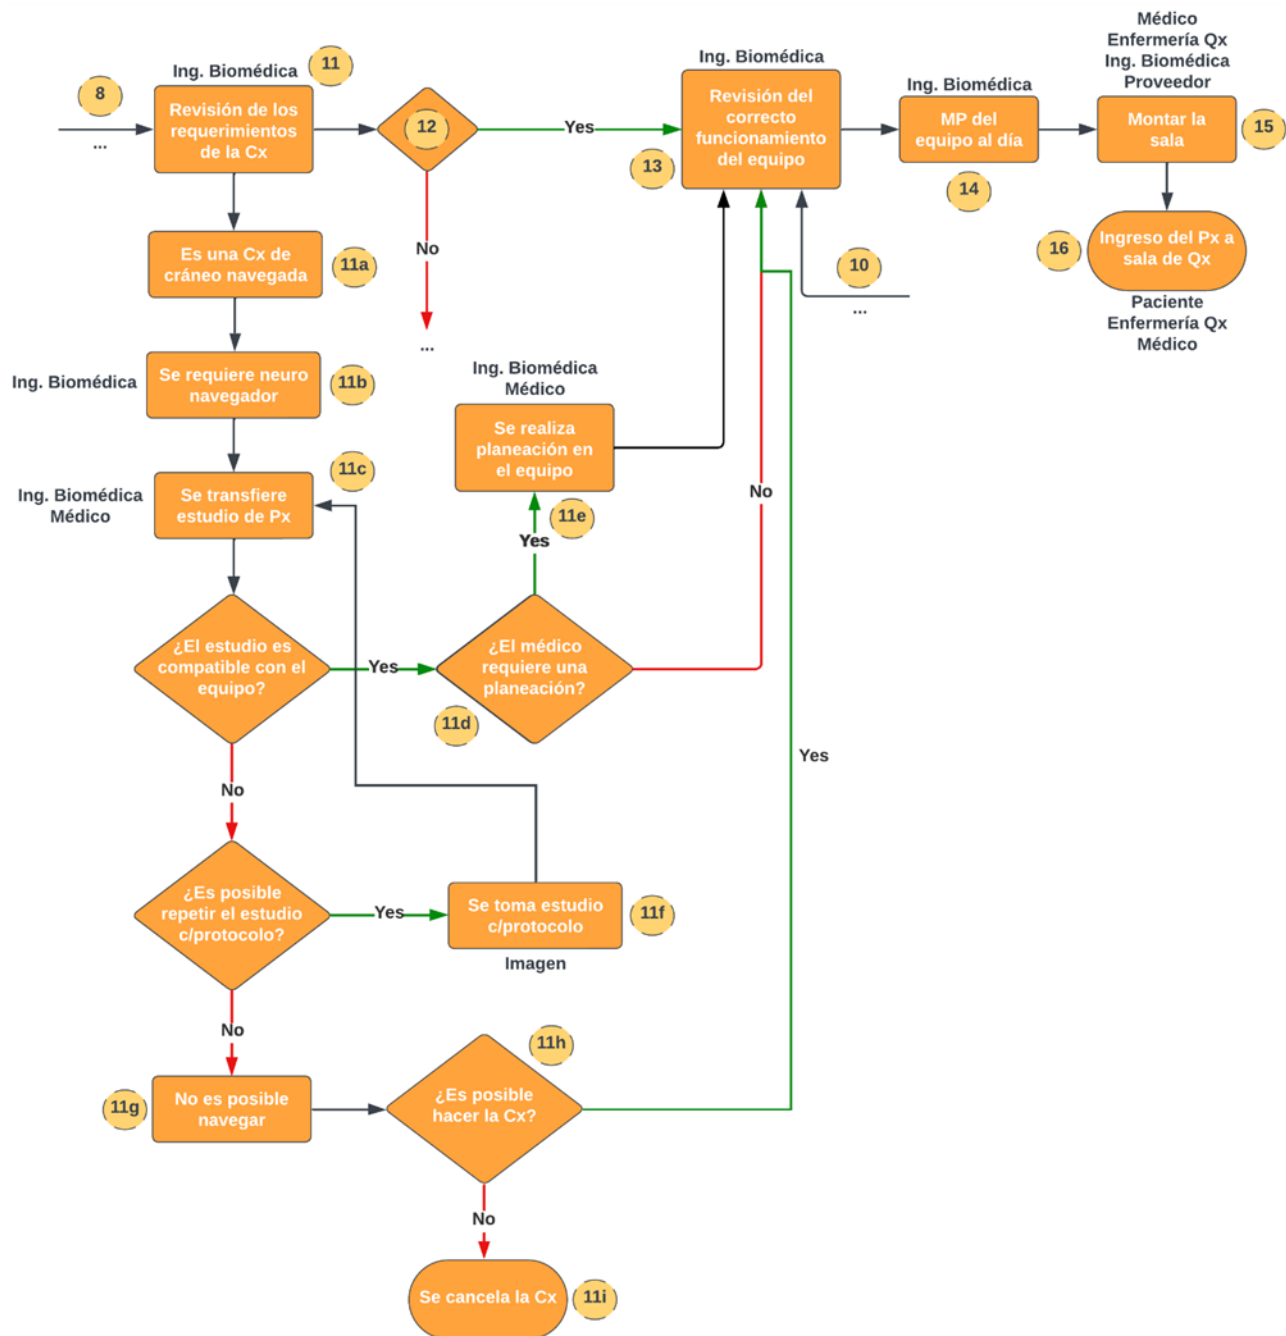 8
...
Ing. Biomédica
11
Revisión de los
requerimientos
de la Cx
12
Yes
No
...
Ing. Biomédica
Revisión del
correcto
funcionamiento
del equipo
13
Ing. Biomédica
MP del
equipo al día
14
Médico
Enfermería Qx
Ing. Biomédica
Proveedor
Montar la
sala
15
16
Ingreso del Px a
sala de Qx
Paciente
Enfermería Qx
Médico
10
...
Es una Cx de
cráneo navegada
11a
Ing. Biomédica
Se requiere neuro
navegador
11b
Ing. Biomédica
Médico
Se transfiere
estudio de Px
11c
Ing. Biomédica
Médico
Se realiza
planeación en
el equipo
11e
Yes
No
¿El estudio es
compatible con el
equipo?
Yes
¿El médico
requiere una
planeación?
11d
No
Yes
¿Es posible
repetir el estudio
c/protocolo?
Yes
Se toma estudio
c/protocolo
11f
Imagen
No
11g
No es posible
navegar
11h
¿Es posible
hacer la Cx?
No
Se cancela la Cx
11i